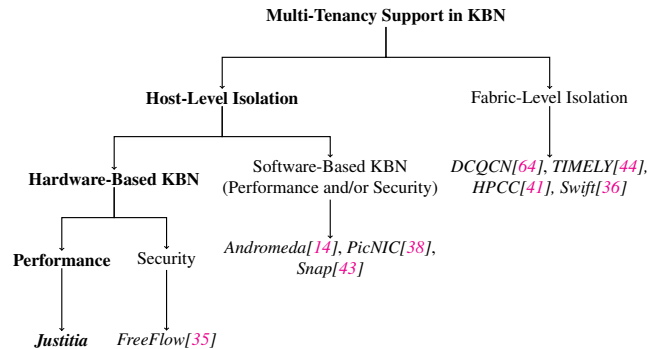 Multi-Tenancy Support in KBN
Host-Level Isolation
Fabric-Level Isolation
Hardware-Based KBN
Software-Based KBN
(Performance and/or Security)
DCQCN[64], TIMELY[44],
HPCC[41], Swift[36]
Performance
Security
Andromeda[14], PicNIC[38],
Snap[43]
Justitia
FreeFlow[35]